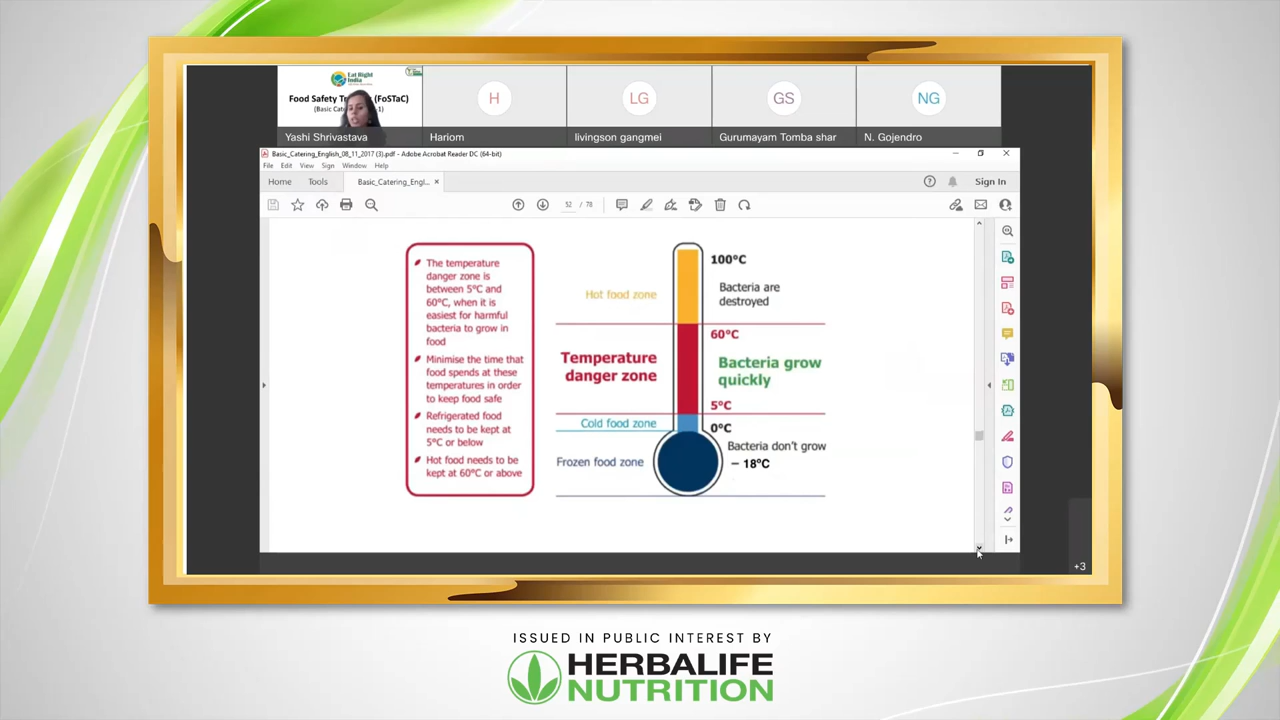 Eat Right
India
Food Safety Tr (FoSTaC)
(Basic Cat 1)
Yashi Shrivastava
H
Hariom
LG
livingson gangmei
GS
Gurumayam Tomba shar
NG
N. Gojendro
Basic_Catering_English_08_11_2017 (3).pdf - Adobe Acrobat Reader DC (64-bit)
File Edit View Sign Window Help
Home Tools Basic_Catering_Engl... ×
Sign In
52 / 78
The temperature
danger zone is
between 5°C and
60°C, when it is
easiest for harmful
bacteria to grow in
food
Minimise the time that
food spends at these
temperatures in order
to keep food safe
Refrigerated food
needs to be kept at
5°C or below
Hot food needs to be
kept at 60°C or above
100°C
Hot food zone
Bacteria are
destroyed
60°C
Temperature
danger zone
Bacteria grow
quickly
5°C
Cold food zone
0°C
Bacteria don't grow
Frozen food zone
– 18°C
+3
ISSUED IN PUBLIC INTEREST BY
HERBALIFE
NUTRITION